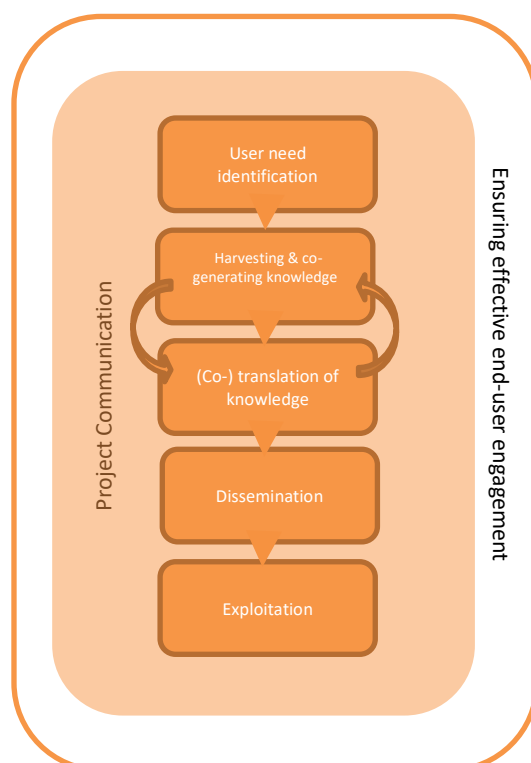 User need
identification
Harvesting & co-
generating knowledge
(Co-) translation of
knowledge
Dissemination
Exploitation
Project Communication
Ensuring effective end-user engagement